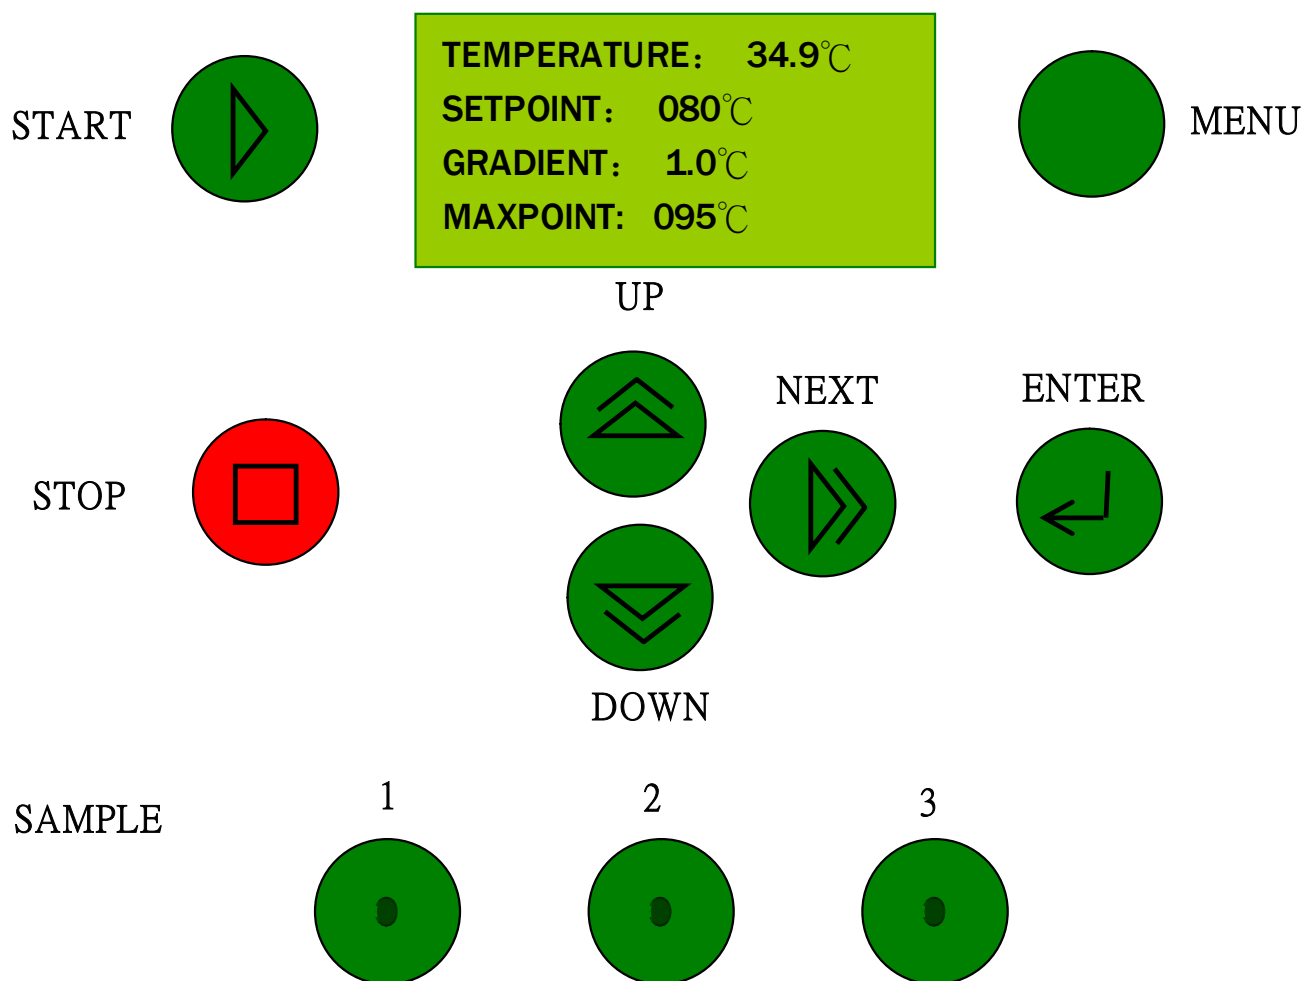 TEMPERATURE： 34.9℃
SETPOINT： 080℃
GRADIENT： 1.0℃
MAXPOINT: 095℃
START
MENU
UP
NEXT
ENTER
STOP
DOWN
SAMPLE
1
2
3